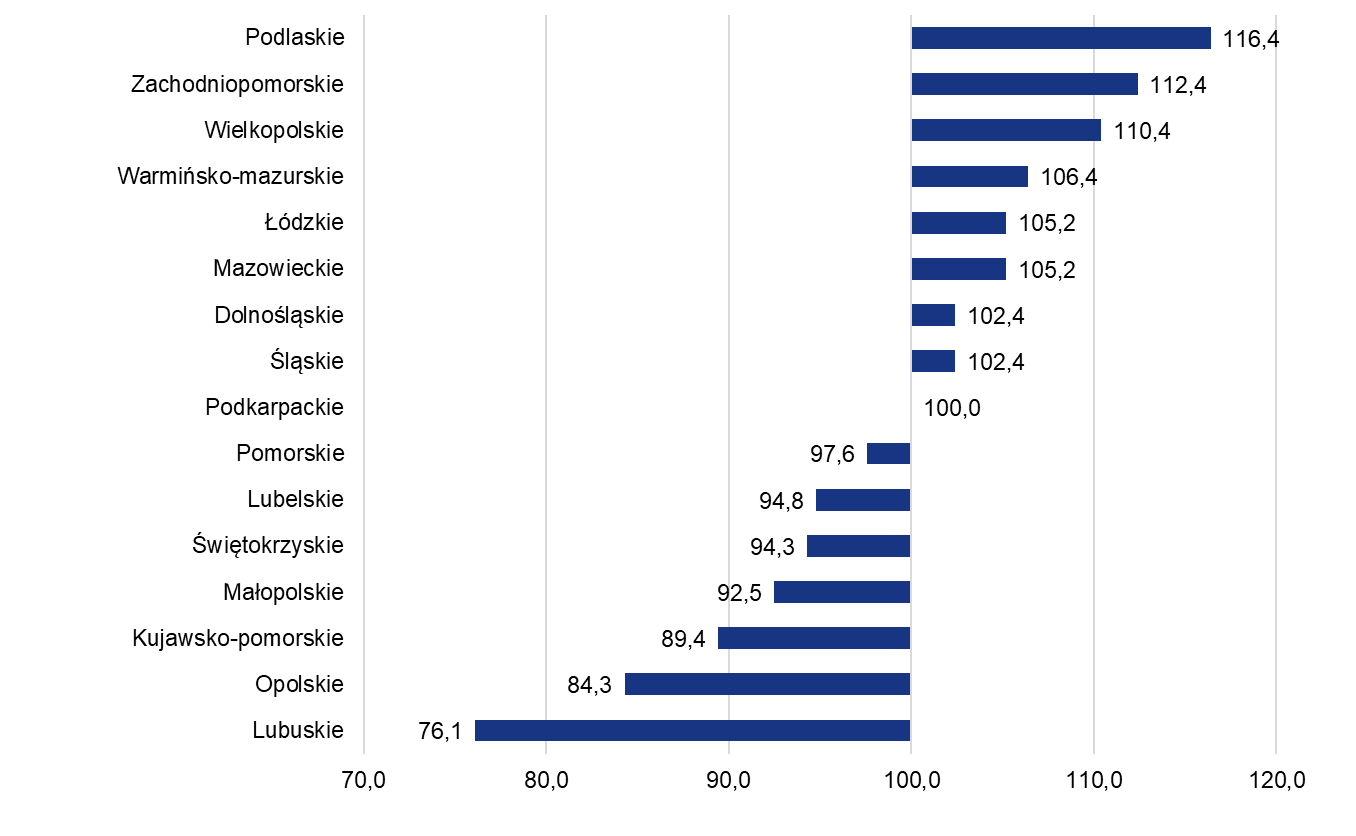 Podlaskie 116,4
Zachodniopomorskie 112,4
Wielkopolskie 110,4
Warmińsko-mazurskie 106,4
Łódzkie 105,2
Mazowieckie 105,2
Dolnośląskie 102,4
Śląskie 102,4
Podkarpackie 100,0
Pomorskie 97,6
Lubelskie 94,8
Świętokrzyskie 94,3
Małopolskie 92,5
Kujawsko-pomorskie 89,4
Opolskie 84,3
Lubuskie 76,1
70,0 80,0 90,0 100,0 110,0 120,0